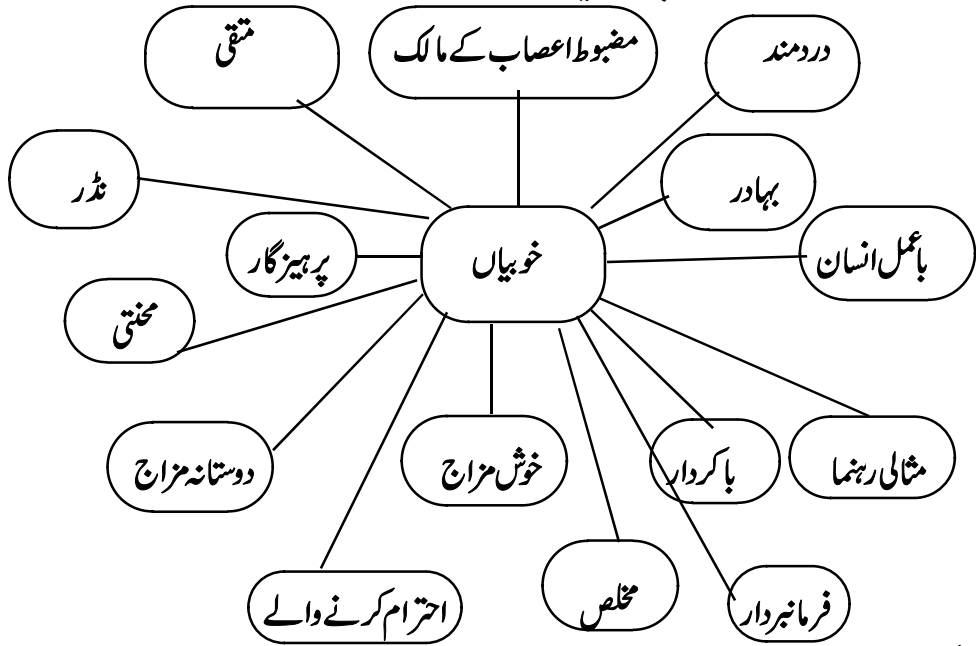 دردمند
مضبوط اعصاب کے مالک
متقی
بہادر
نڈر
باعمل انسان
خوبیاں
پرہیزگار
محنتی
مثالی رہنما
باکردار
خوش مزاج
دوستانہ مزاج
فرمانبردار
مخلص
احترام کرنے والے